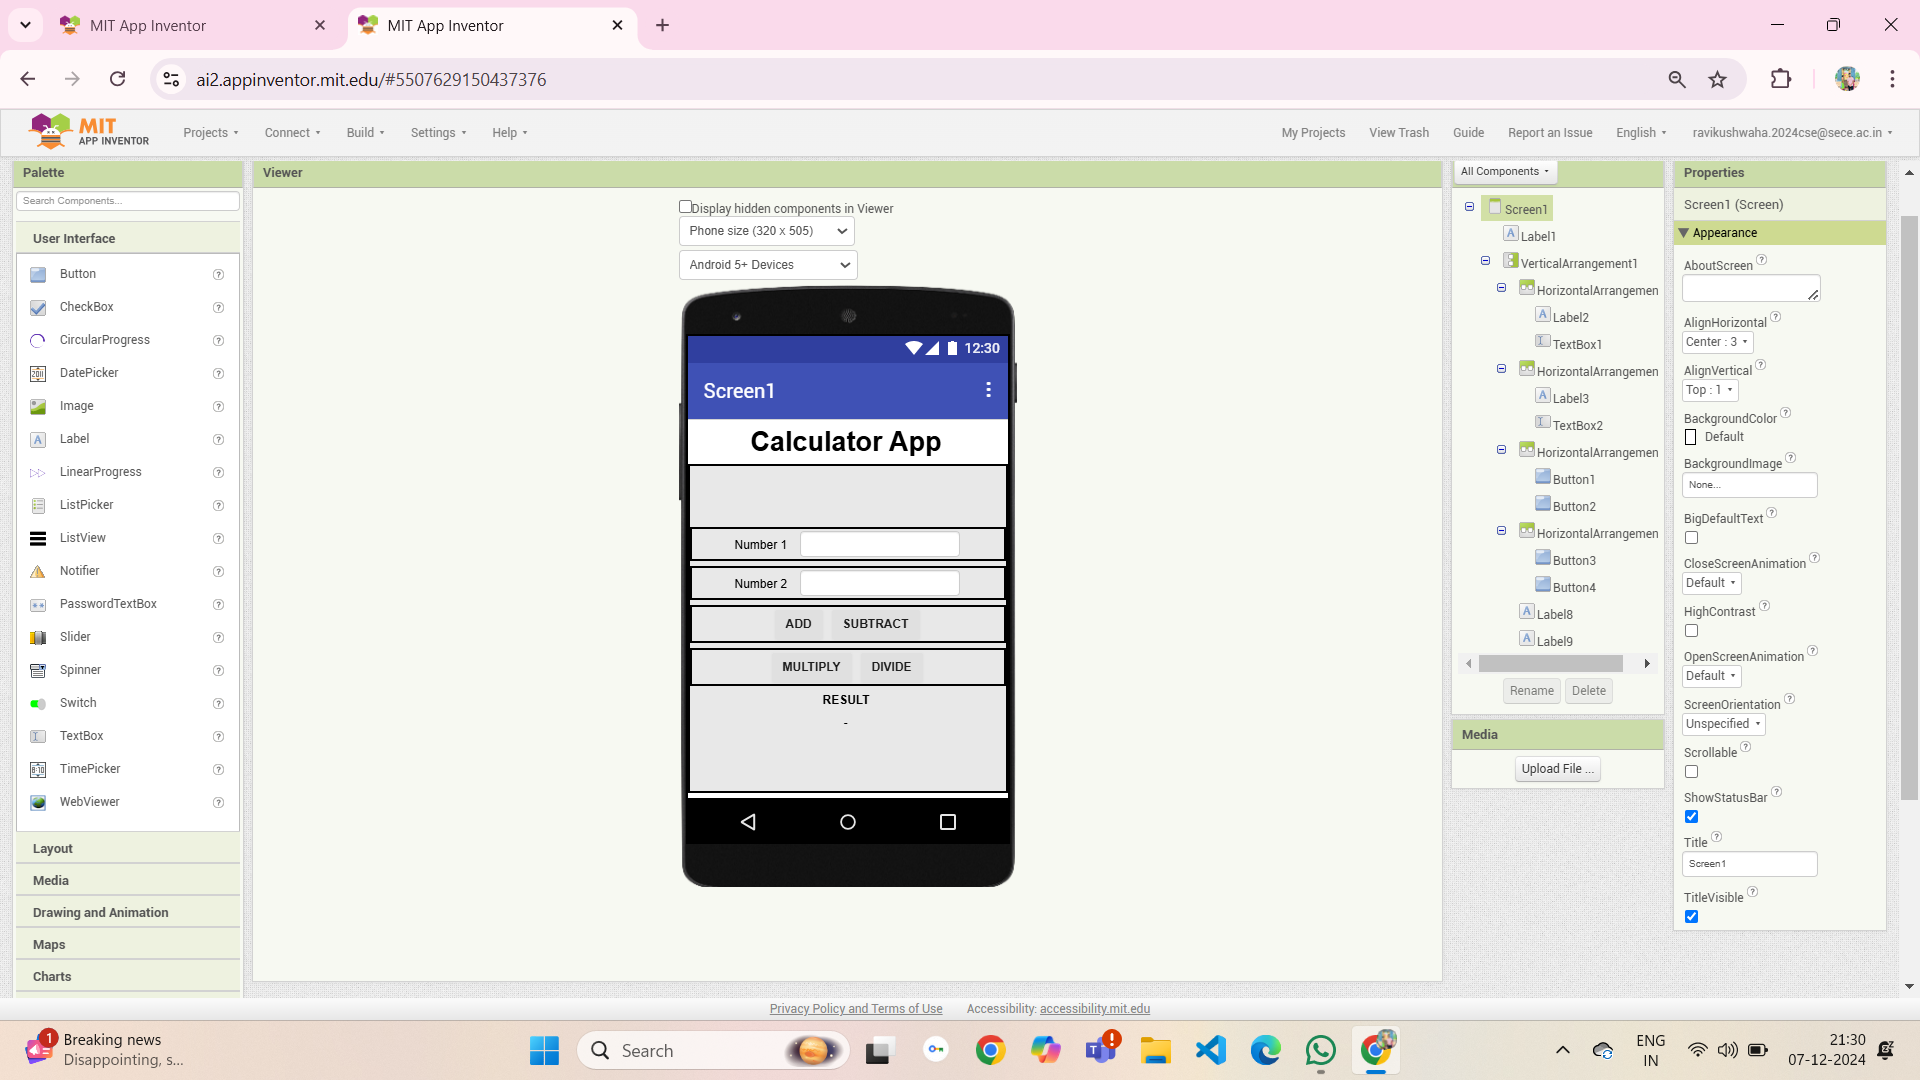 MIT App Inventor
MIT App Inventor
ai2.appinventor.mit.edu/#5507629150437376
MIT
APP INVENTOR
Projects
Connect
Build
Settings
Help
My Projects
View Trash
Guide
Report an Issue
English
ravikushwaha.2024cse@sece.ac.in
Palette
Search Components...
User Interface
Button
CheckBox
CircularProgress
DatePicker
Image
Label
LinearProgress
ListPicker
ListView
Notifier
PasswordTextBox
Slider
Spinner
Switch
TextBox
TimePicker
WebViewer
Layout
Media
Drawing and Animation
Maps
Charts
Viewer
Display hidden components in Viewer
Phone size (320 x 505)
Android 5+ Devices
12:30
Screen1
Calculator App
Number 1
Number 2
ADD SUBTRACT
MULTIPLY DIVIDE
RESULT
-
All Components
Screen1
Label1
VerticalArrangement1
HorizontalArrangemen
Label2
TextBox1
HorizontalArrangemen
Label3
TextBox2
HorizontalArrangemen
Button1
Button2
HorizontalArrangemen
Button3
Button4
Label8
Label9
Rename Delete
Media
Upload File ...
Properties
Screen1 (Screen)
Appearance
AboutScreen
AlignHorizontal
Center : 3
AlignVertical
Top : 1
BackgroundColor
Default
BackgroundImage
None...
BigDefaultText
CloseScreenAnimation
Default
HighContrast
OpenScreenAnimation
Default
ScreenOrientation
Unspecified
Scrollable
ShowStatusBar
Title
Screen1
TitleVisible
Privacy Policy and Terms of Use
Accessibility: accessibility.mit.edu
1
Breaking news
Disappointing, s...
Search
ENG
IN
21:30
07-12-2024